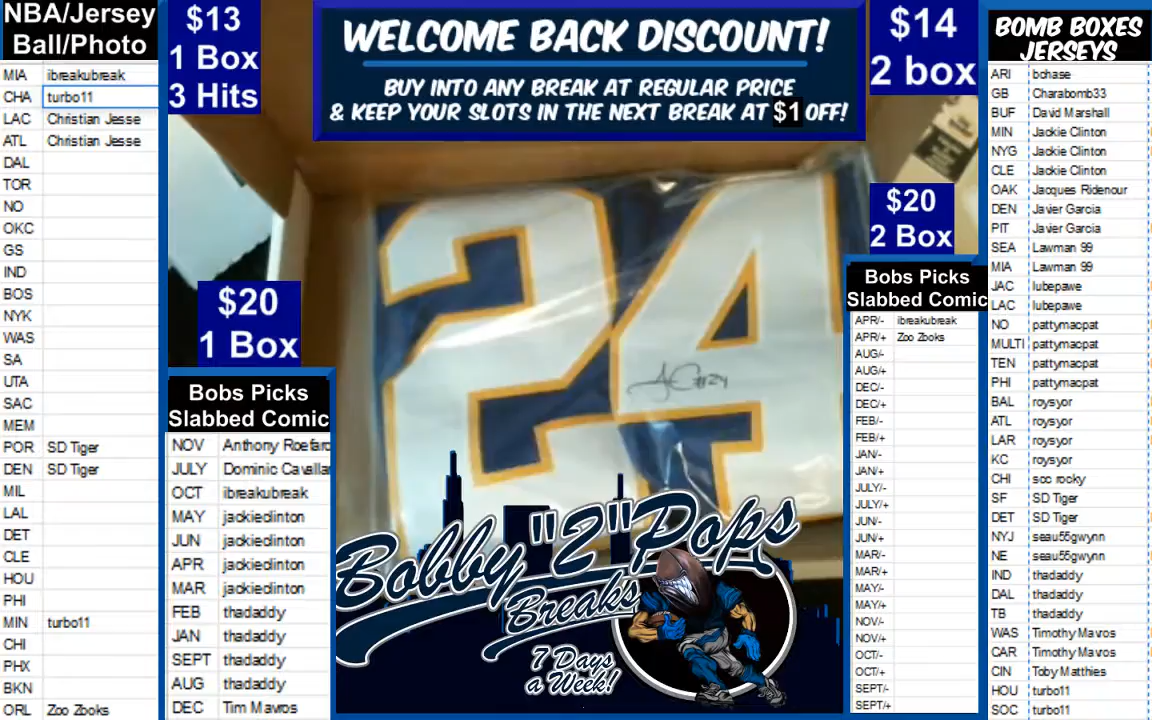 NBA/Jersey
Ball/Photo
MIA ibreakubreak
CHA turbo11
LAC Christian Jesse
ATL Christian Jesse
DAL
TOR
NO
OKC
GS
IND
BOS
NYK
WAS
SA
UTA
SAC
MEM
POR SD Tiger
DEN SD Tiger
MIL
LAL
DET
CLE
HOU
PHI
MIN turbo11
CHI
PHX
BKN
ORL Zoo Zboks
$13
1 Box
3 Hits
$20
1 Box
Bobs Picks
Slabbed Comic
NOV Anthony Roefaro
JULY Dominic Cavallar
OCT ibreakubreak
MAY jackieclinton
JUN jackieclinton
APR jackieclinton
MAR jackieclinton
FEB thadaddy
JAN thadaddy
SEPT thadaddy
AUG thadaddy
DEC Tim Mavros
WELCOME BACK DISCOUNT!
BUY INTO ANY BREAK AT REGULAR PRICE
& KEEP YOUR SLOTS IN THE NEXT BREAK AT $1 OFF!
24
#24
Bobby "2" Pops
Breaks
7 Days
a Week!
$14
2 box
$20
2 Box
Bobs Picks
Slabbed Comic
APR/- ibreakubreak
APR/+ Zoo Zboks
AUG/-
AUG/+
DEC/-
DEC/+
FEB/-
FEB/+
JAN/-
JAN/+
JULY/-
JULY/+
JUN/-
JUN/+
MAR/-
MAR/+
MAY/-
MAY/+
NOV/-
NOV/+
OCT/-
OCT/+
SEPT/-
SEPT/+
BOMB BOXES
JERSEYS
ARI bchase
GB Charabomb33
BUF David Marshall
MIN Jackie Clinton
NYG Jackie Clinton
CLE Jackie Clinton
OAK Jacques Ridenour
DEN Javier Garcia
PIT Javier Garcia
SEA Lawman 99
MIA Lawman 99
JAC lubepawe
LAC lubepawe
NO pattymacpat
MULTI pattymacpat
TEN pattymacpat
PHI pattymacpat
BAL roysyor
ATL roysyor
LAR roysyor
KC roysyor
CHI scc rocky
SF SD Tiger
DET SD Tiger
NYJ seau55gwynn
NE seau55gwynn
IND thadaddy
DAL thadaddy
TB thadaddy
WAS Timothy Mavros
CAR Timothy Mavros
CIN Toby Matthies
HOU turbo11
SOC turbo11